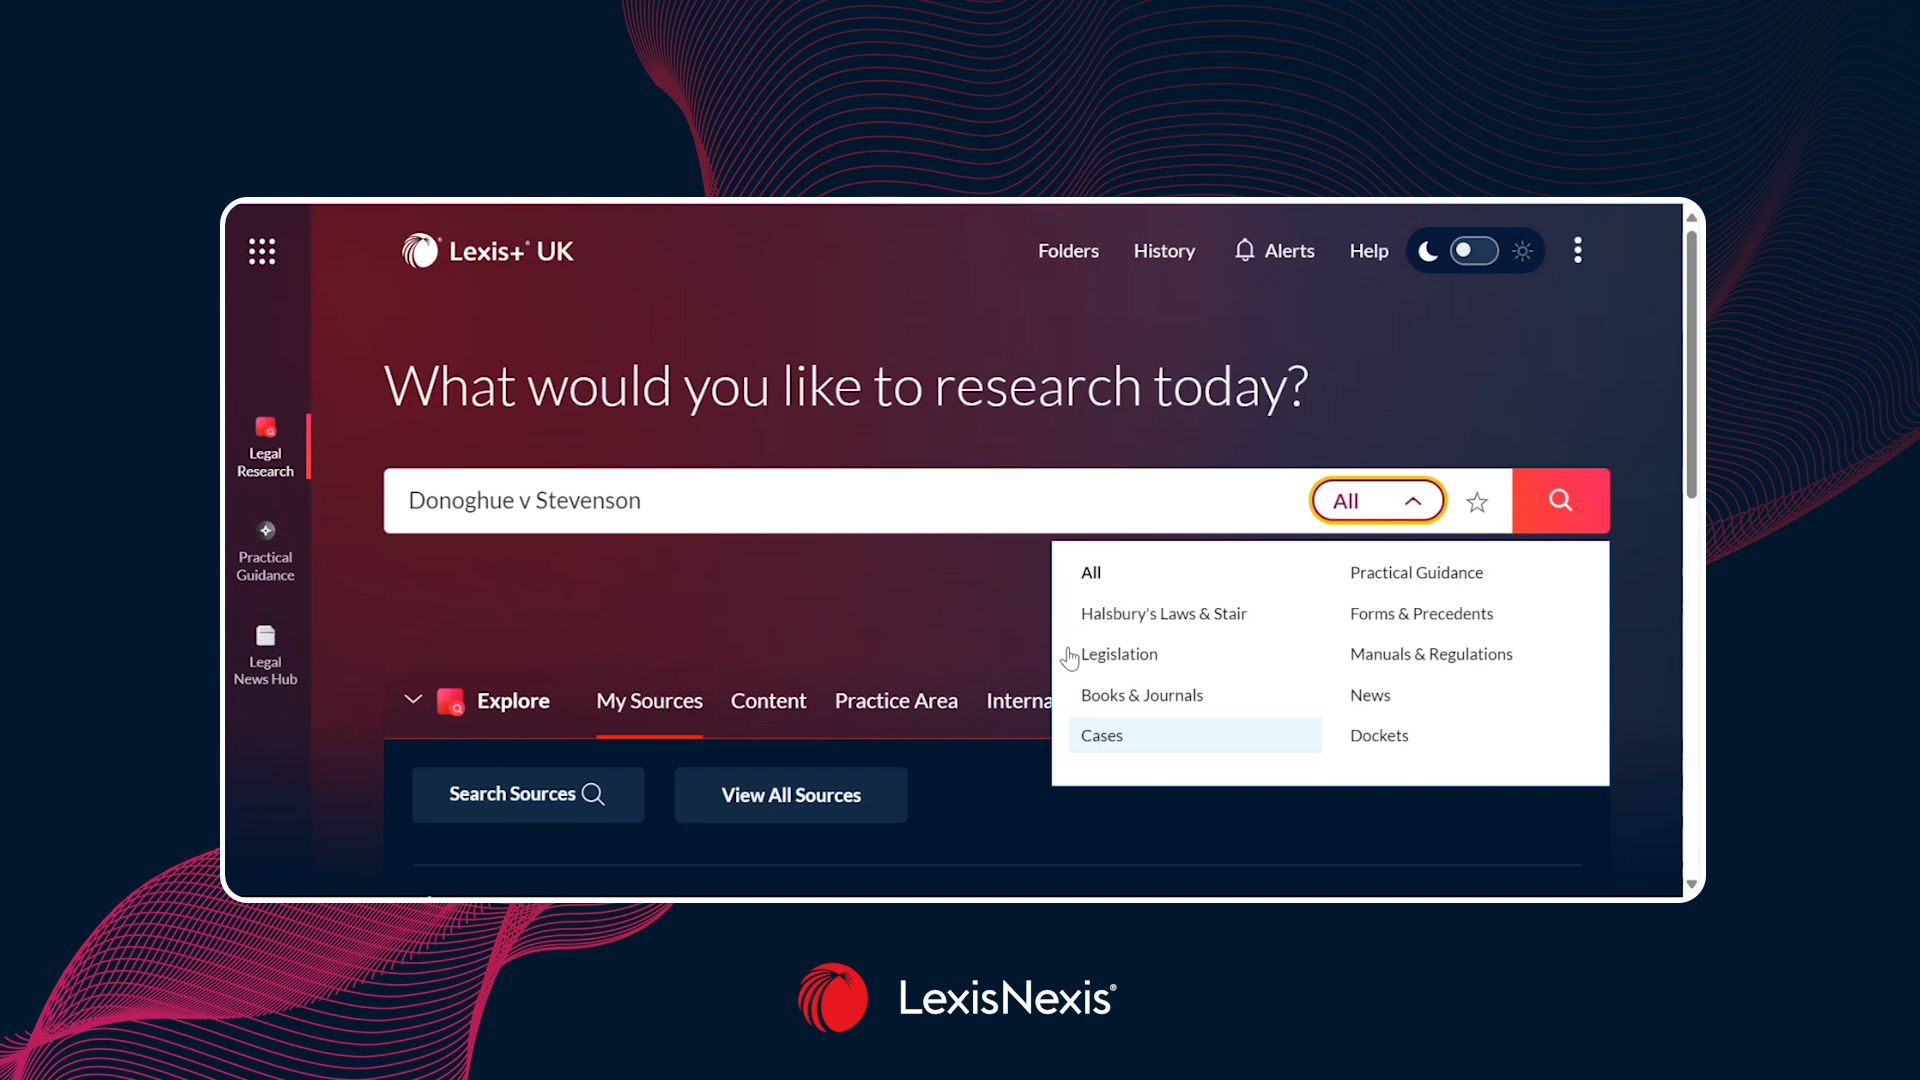 Lexis+® UK
Folders
History
Alerts
Help
What would you like to research today?
Legal
Research
Practical
Guidance
Legal
News Hub
Donoghue v Stevenson
All
All
Halsbury's Laws & Stair
Legislation
Books & Journals
Cases
Practical Guidance
Forms & Precedents
Manuals & Regulations
News
Dockets
Explore
My Sources
Content
Practice Area
Interna
Search Sources
View All Sources
LexisNexis®